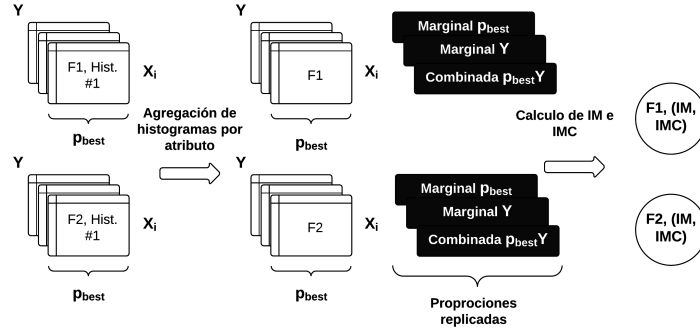 Y
F1, Hist.
#1
Xi
pbest
Agregación de
histogramas por
atributo
Y
F1
Xi
pbest
Marginal pbest
Marginal Y
Combinada pbestY
Calculo de IM e
IMC
F1, (IM,
IMC)
Y
F2, Hist.
#1
Xi
pbest
Y
F2
Xi
pbest
Marginal pbest
Marginal Y
Combinada pbestY
Proprociones
replicadas
F2, (IM,
IMC)